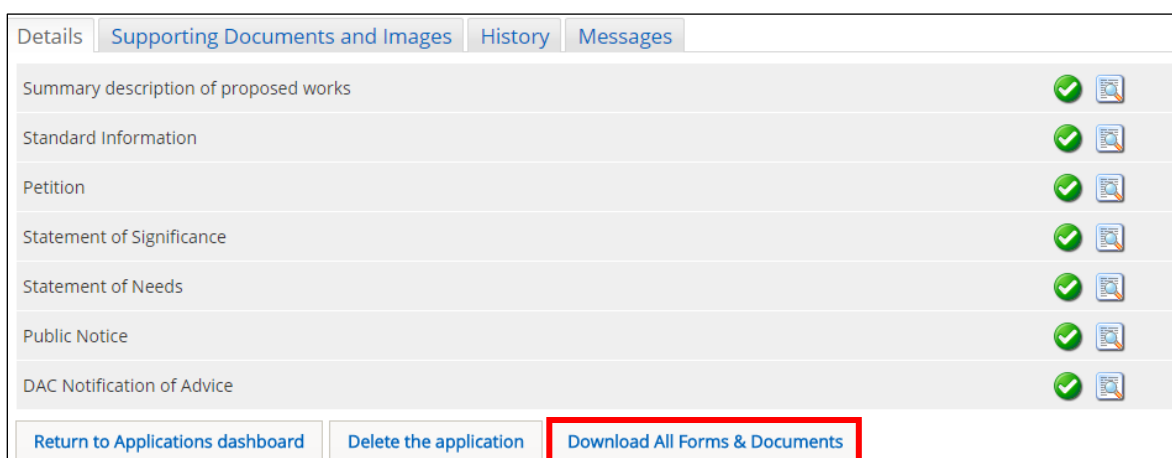 Details Supporting Documents and Images History Messages
Summary description of proposed works
Standard Information
Petition
Statement of Significance
Statement of Needs
Public Notice
DAC Notification of Advice
Return to Applications dashboard Delete the application Download All Forms & Documents